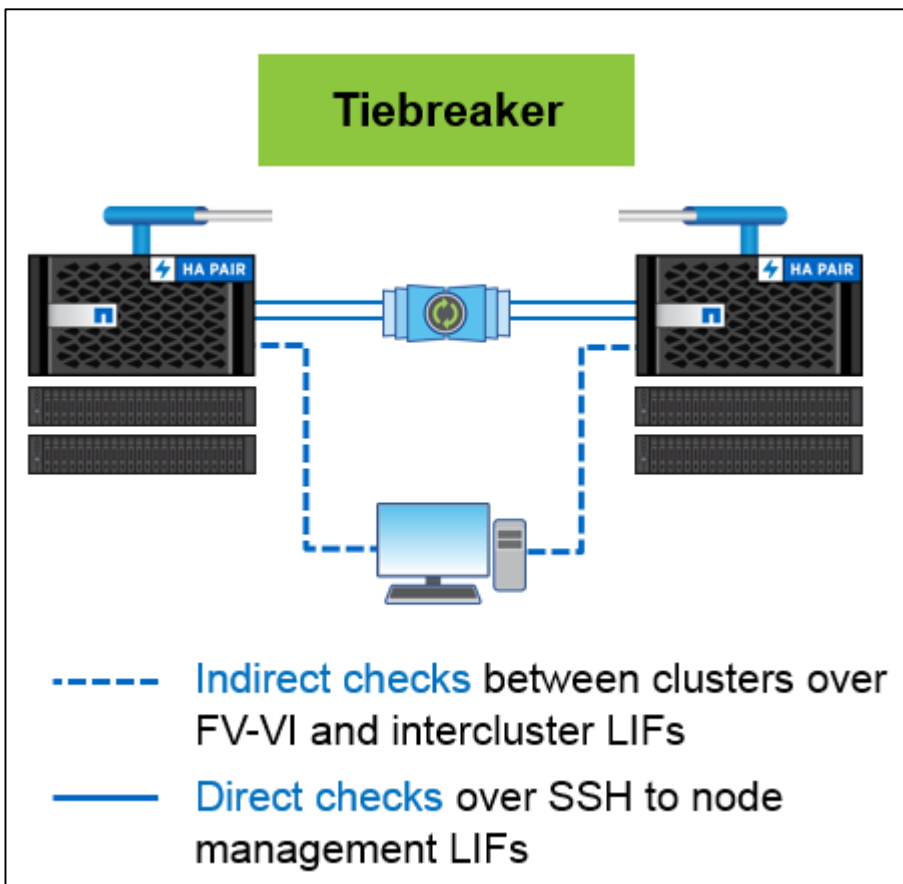 Tiebreaker
HA PAIR
HA PAIR
Indirect checks between clusters over
FV-VI and intercluster LIFs
Direct checks over SSH to node
management LIFs